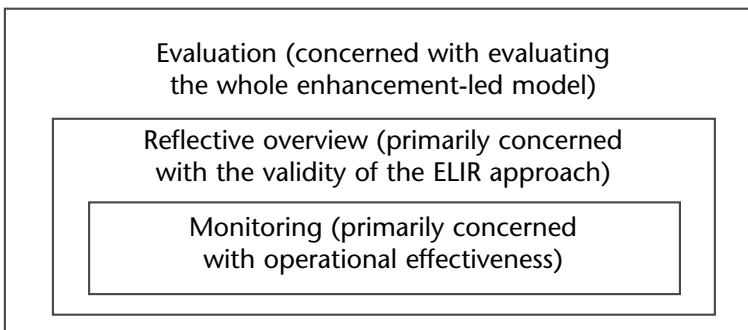 Evaluation (concerned with evaluating
the whole enhancement-led model)
Reflective overview (primarily concerned
with the validity of the ELIR approach)
Monitoring (primarily concerned
with operational effectiveness)